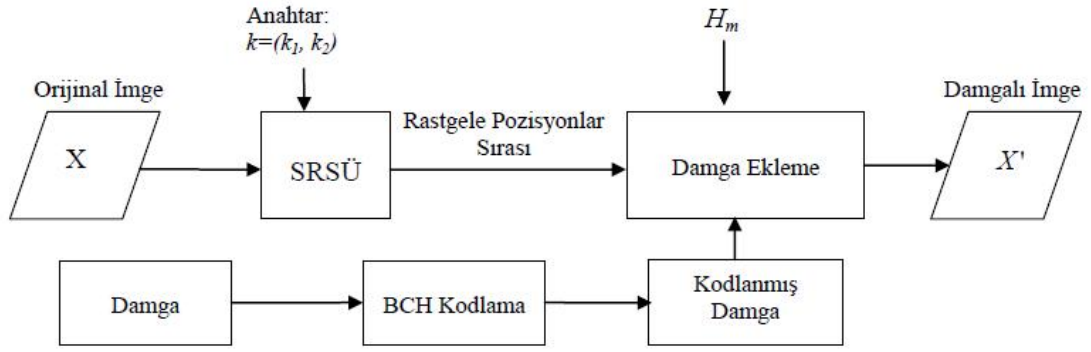 Anahtar:
k=(k₁, k₂)
Hₘ
Orijinal İmge
Damgalı İmge
Rastgele Pozisyonlar
Sırası
X
SRSÜ
Damga Ekleme
X'
Damga
BCH Kodlama
Kodlanmış
Damga